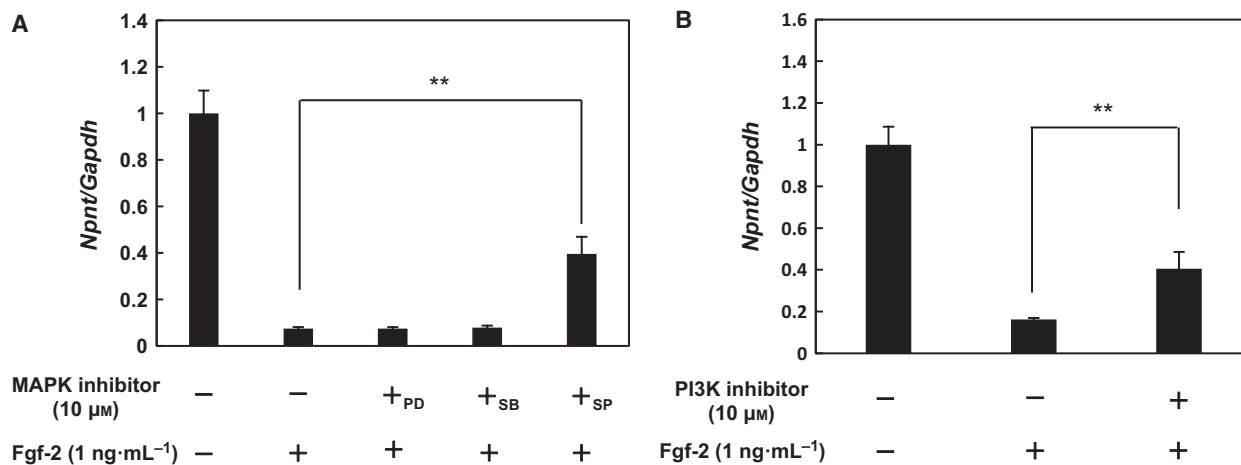 A
1.4
1.2
1
0.8
0.6
0.4
0.2
0
Npnt/Gapdh
**
MAPK inhibitor
(10 μM)
– – +PD +SB +SP
Fgf-2 (1 ng·mL–1) – + + + +
B
1.6
1.4
1.2
1
0.8
0.6
0.4
0.2
0
Npnt/Gapdh
**
PI3K inhibitor
(10 μM)
– – +
Fgf-2 (1 ng·mL–1) – + +